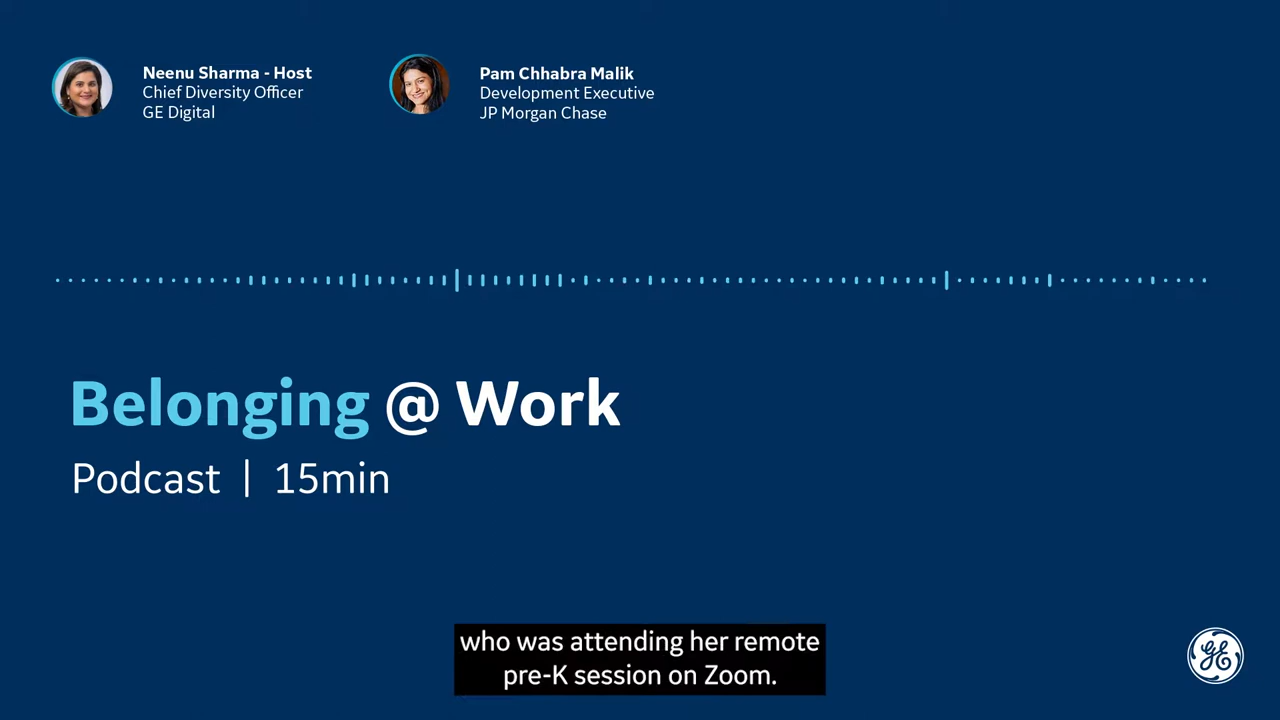 Neenu Sharma - Host
Chief Diversity Officer
GE Digital
Pam Chhabra Malik
Development Executive
JP Morgan Chase
Belonging @ Work
Podcast | 15min
who was attending her remote
pre-K session on Zoom.
GE